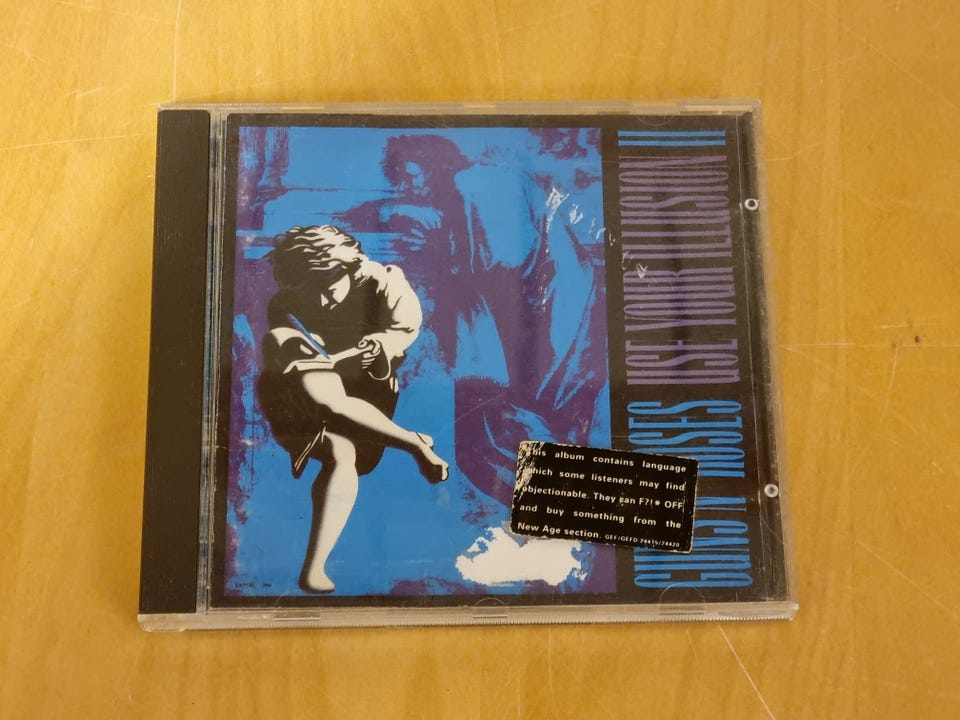 GUNS N' ROSES USE YOUR ILLUSION II
This album contains language
which some listeners may find
objectionable. They can F?!* OFF
and buy something from the
New Age section. GEF/GEFD-24415/24420